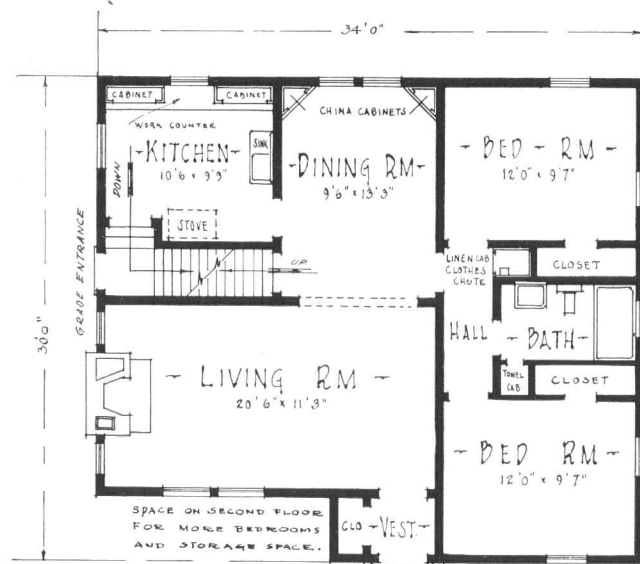 34'0"
CABINET
CABINET
WORK COUNTER
CHINA CABINETS
SINK
KITCHEN
10'6 x 9'9"
DOWN
DINING RM
9'6" x 13'3"
BED-RM
12'0" x 9'7"
STOVE
GRADE ENTRANCE
UP
LINEN CAB
CLOTHES
CHUTE
CLOSET
30'0"
HALL
BATH
LIVING RM
20'6" x 11'3"
TOWEL
CAB
CLOSET
BED RM
12'0" x 9'7"
SPACE ON SECOND FLOOR
FOR MORE BEDROOMS
AND STORAGE SPACE.
CLO
VEST.